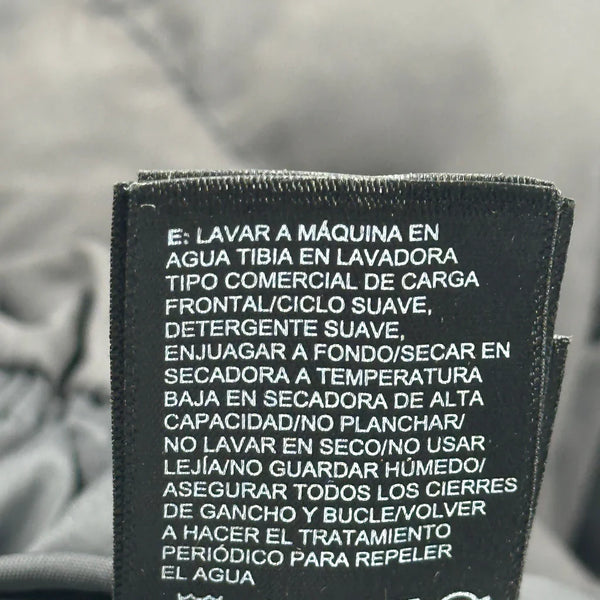 E: LAVAR A MÁQUINA EN
AGUA TIBIA EN LAVADORA
TIPO COMERCIAL DE CARGA
FRONTAL/CICLO SUAVE,
DETERGENTE SUAVE,
ENJUAGAR A FONDO/SECAR EN
SECADORA A TEMPERATURA
BAJA EN SECADORA DE ALTA
CAPACIDAD/NO PLANCHAR/
NO LAVAR EN SECO/NO USAR
LEJÍA/NO GUARDAR HÚMEDO/
ASEGURAR TODOS LOS CIERRES
DE GANCHO Y BUCLE/VOLVER
A HACER EL TRATAMIENTO
PERIÓDICO PARA REPELER
EL AGUA